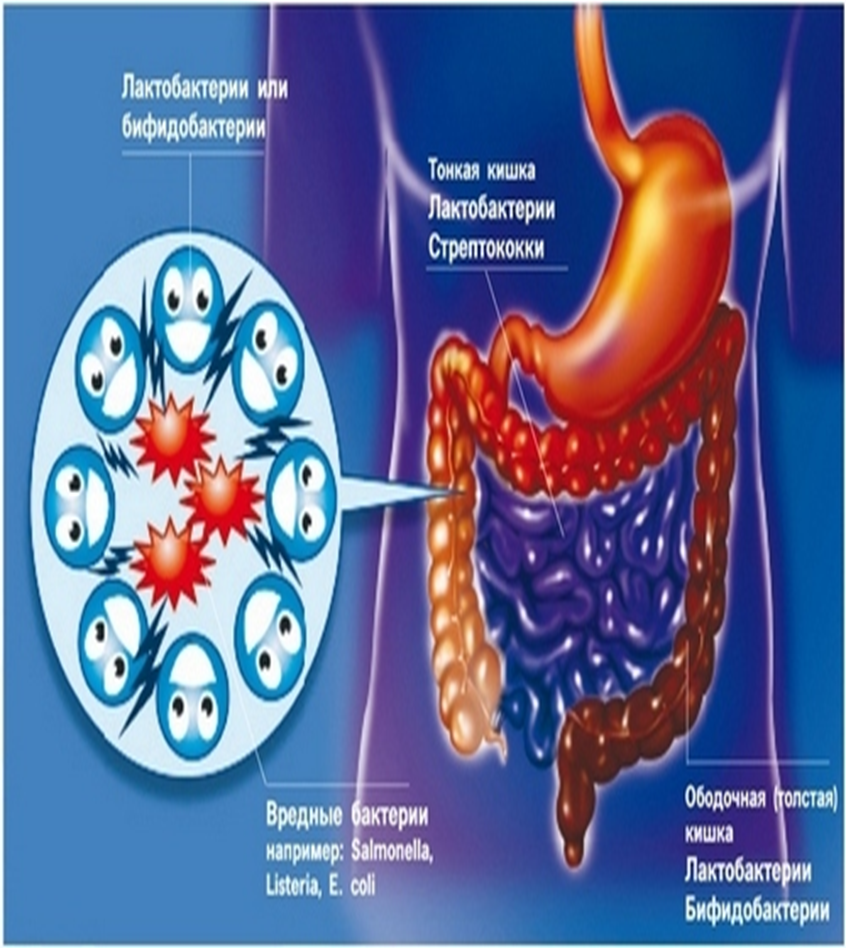 Лактобактерии или
бифидобактерии
Тонкая кишка
Лактобактерии
Стрептококки
Вредные бактерии
например: Salmonella,
Listeria, E. coli
Ободочная (толстая)
кишка
Лактобактерии
Бифидобактерии